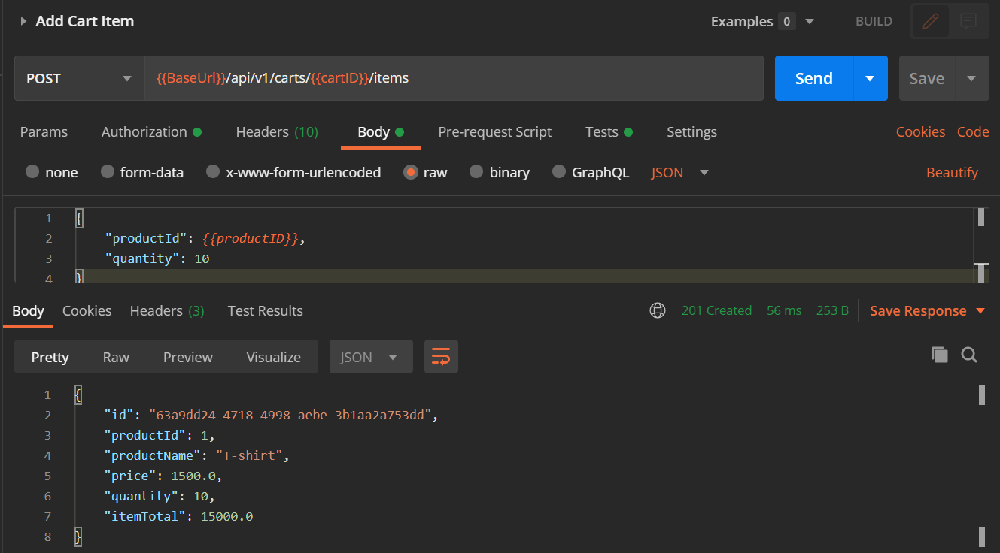 Add Cart Item Examples 0 BUILD
POST {{BaseUrl}}/api/v1/carts/{{cartID}}/items Send Save
Params Authorization Headers (10) Body Pre-request Script Tests Settings Cookies Code
none form-data x-www-form-urlencoded raw binary GraphQL JSON Beautify
1 {
2 "productId": {{productID}},
3 "quantity": 10
4 }
Body Cookies Headers (3) Test Results 201 Created 56 ms 253 B Save Response
Pretty Raw Preview Visualize JSON
1 {
2 "id": "63a9dd24-4718-4998-aebe-3b1aa2a753dd",
3 "productId": 1,
4 "productName": "T-shirt",
5 "price": 1500.0,
6 "quantity": 10,
7 "itemTotal": 15000.0
8 }